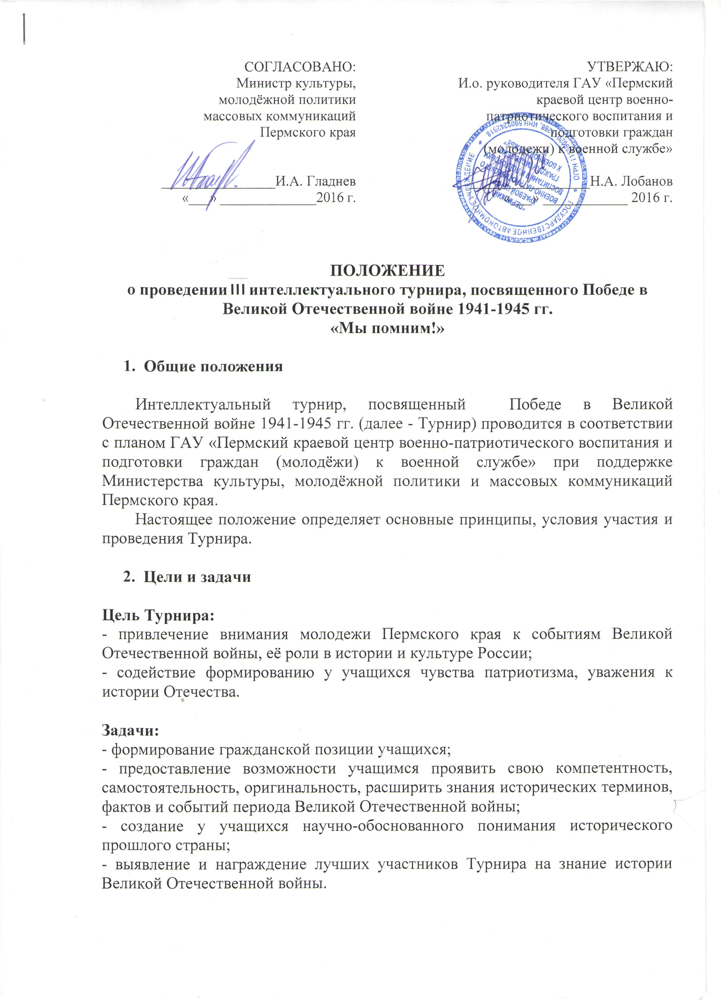 СОГЛАСОВАНО:
Министр культуры,
молодёжной политики
массовых коммуникаций
Пермского края
_______________И.А. Гладнев
«___» _____________2016 г.
УТВЕРЖАЮ:
И.о. руководителя ГАУ «Пермский
краевой центр военно-
патриотического воспитания и
подготовки граждан
(молодежи) к военной службе»
_______________Н.А. Лобанов
«___» ____________ 2016 г.
ГОСУДАРСТВЕННОЕ АВТОНОМНОЕ УЧРЕЖДЕНИЕ
ИНН 5902242818
ПОЛОЖЕНИЕ
о проведении III интеллектуального турнира, посвященного Победе в
Великой Отечественной войне 1941-1945 гг.
«Мы помним!»
1. Общие положения
Интеллектуальный турнир, посвященный Победе в Великой
Отечественной войне 1941-1945 гг. (далее - Турнир) проводится в соответствии
с планом ГАУ «Пермский краевой центр военно-патриотического воспитания и
подготовки граждан (молодёжи) к военной службе» при поддержке
Министерства культуры, молодёжной политики и массовых коммуникаций
Пермского края.
Настоящее положение определяет основные принципы, условия участия и
проведения Турнира.
2. Цели и задачи
Цель Турнира:
- привлечение внимания молодежи Пермского края к событиям Великой
Отечественной войны, её роли в истории и культуре России;
- содействие формированию у учащихся чувства патриотизма, уважения к
истории Отечества.
Задачи:
- формирование гражданской позиции учащихся;
- предоставление возможности учащимся проявить свою компетентность,
самостоятельность, оригинальность, расширить знания исторических терминов,
фактов и событий периода Великой Отечественной войны;
- создание у учащихся научно-обоснованного понимания исторического
прошлого страны;
- выявление и награждение лучших участников Турнира на знание истории
Великой Отечественной войны.